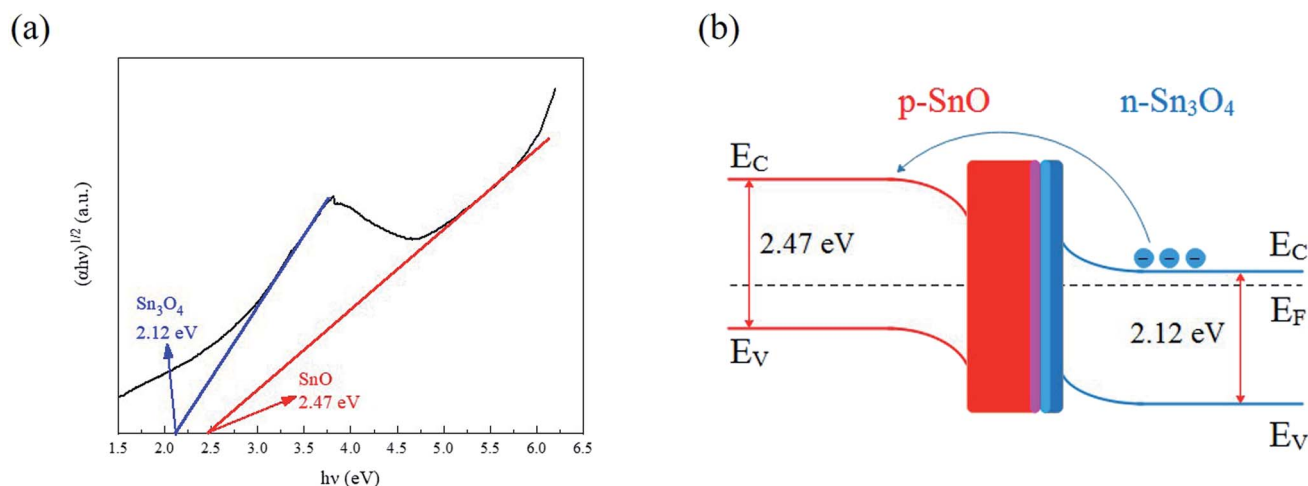 (a)
(αhν)1/2 (a.u.)
Sn3O4
2.12 eV
SnO
2.47 eV
1.5 2.0 2.5 3.0 3.5 4.0 4.5 5.0 5.5 6.0 6.5
hν (eV)
(b)
p-SnO
n-Sn3O4
EC
2.47 eV
EV
− − −
EC
EF
2.12 eV
EV